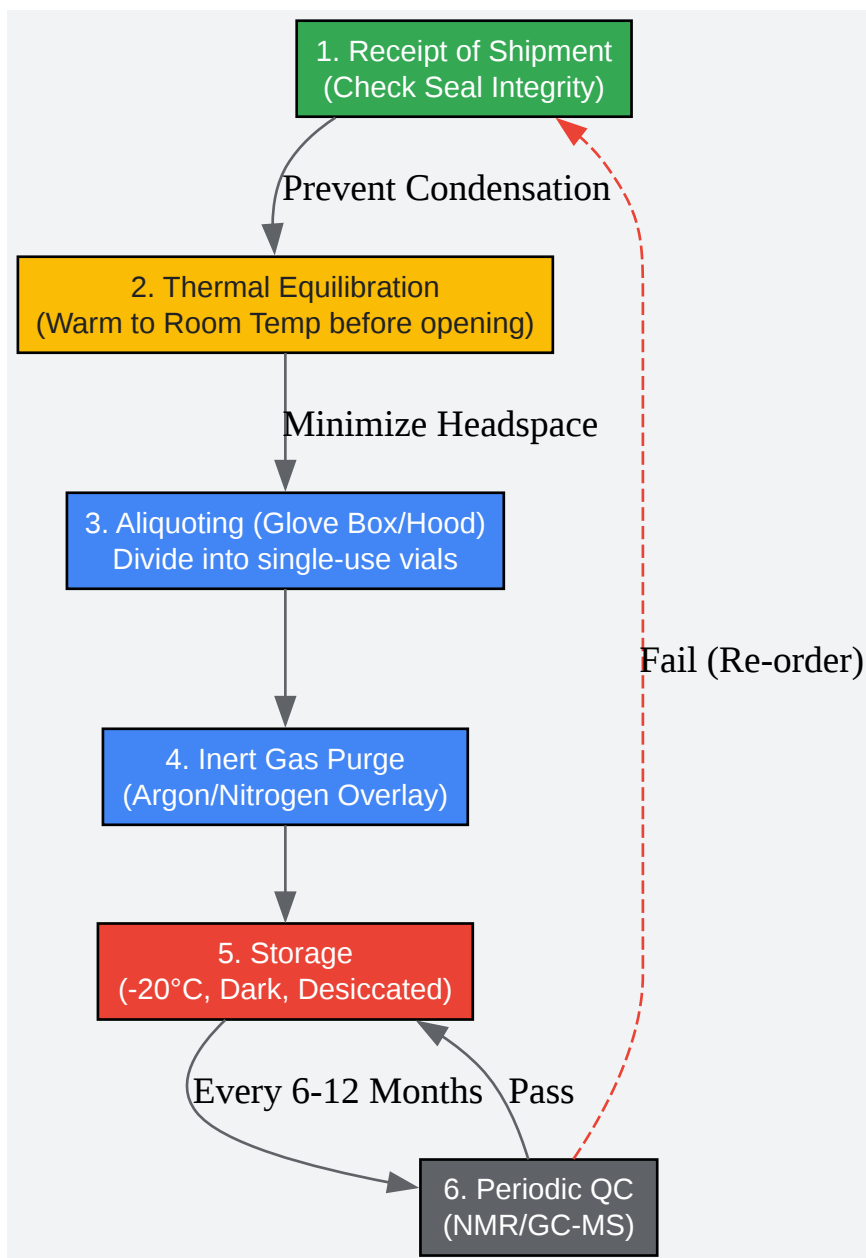 1. Receipt of Shipment
(Check Seal Integrity)
Prevent Condensation
2. Thermal Equilibration
(Warm to Room Temp before opening)
Minimize Headspace
3. Aliquoting (Glove Box/Hood)
Divide into single-use vials
Fail (Re-order)
4. Inert Gas Purge
(Argon/Nitrogen Overlay)
5. Storage
(-20°C, Dark, Desiccated)
Every 6-12 Months
Pass
6. Periodic QC
(NMR/GC-MS)